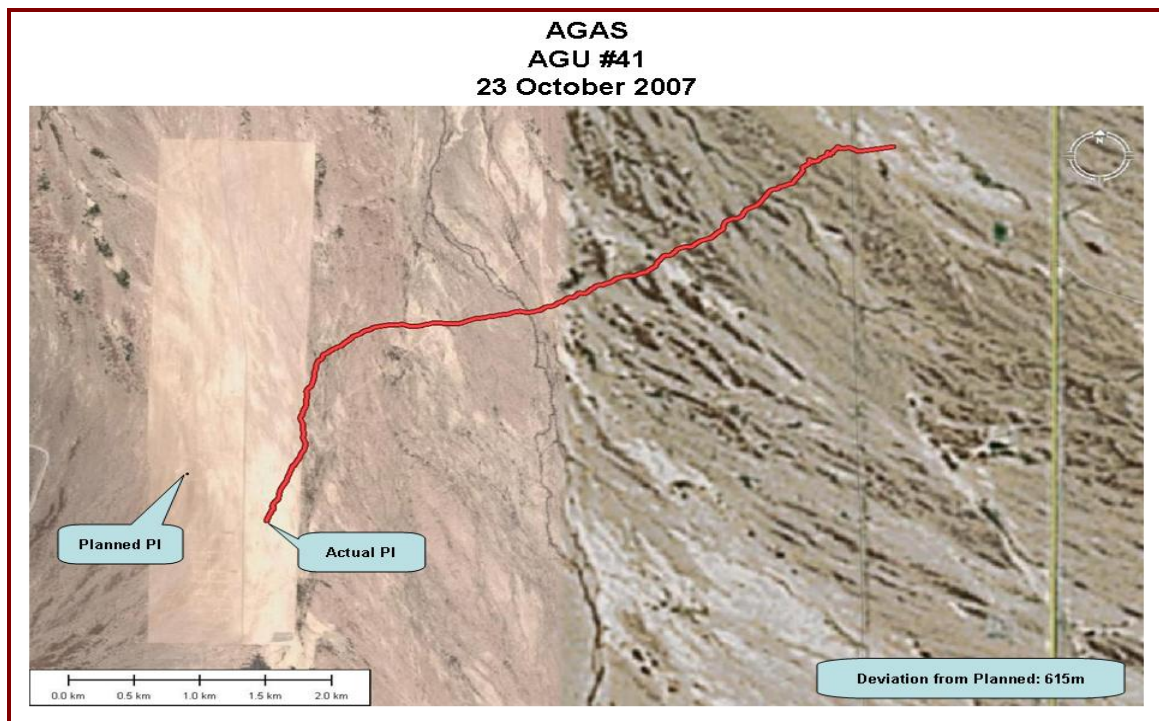 AGAS
AGU #41
23 October 2007
N
Planned PI
Actual PI
0.0 km 0.5 km 1.0 km 1.5 km 2.0 km
Deviation from Planned: 615m